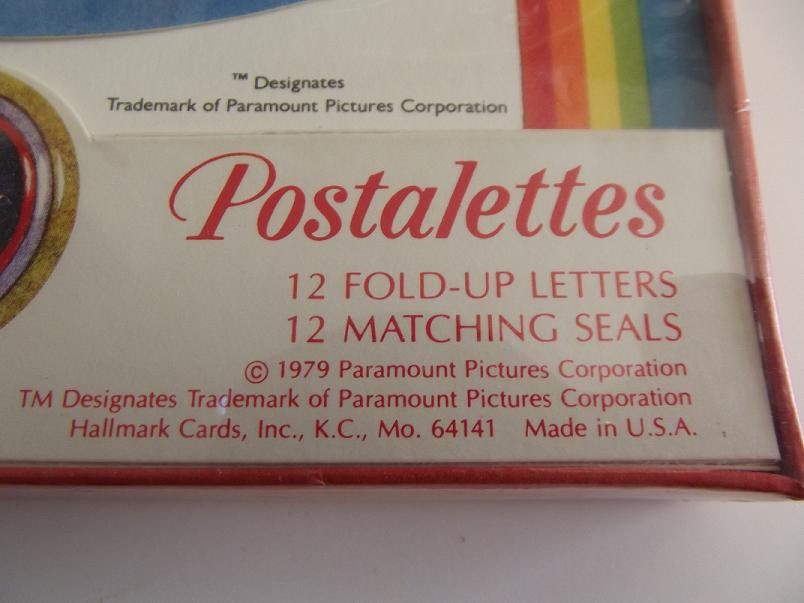 ™ Designates
Trademark of Paramount Pictures Corporation
Postalettes
12 FOLD-UP LETTERS
12 MATCHING SEALS
© 1979 Paramount Pictures Corporation
TM Designates Trademark of Paramount Pictures Corporation
Hallmark Cards, Inc., K.C., Mo. 64141 Made in U.S.A.